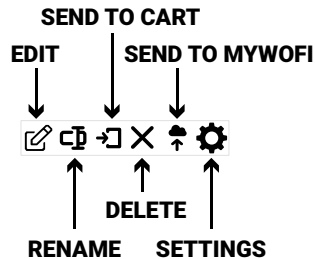 SEND TO CART
EDIT
SEND TO MYWOFI
DELETE
RENAME
SETTINGS